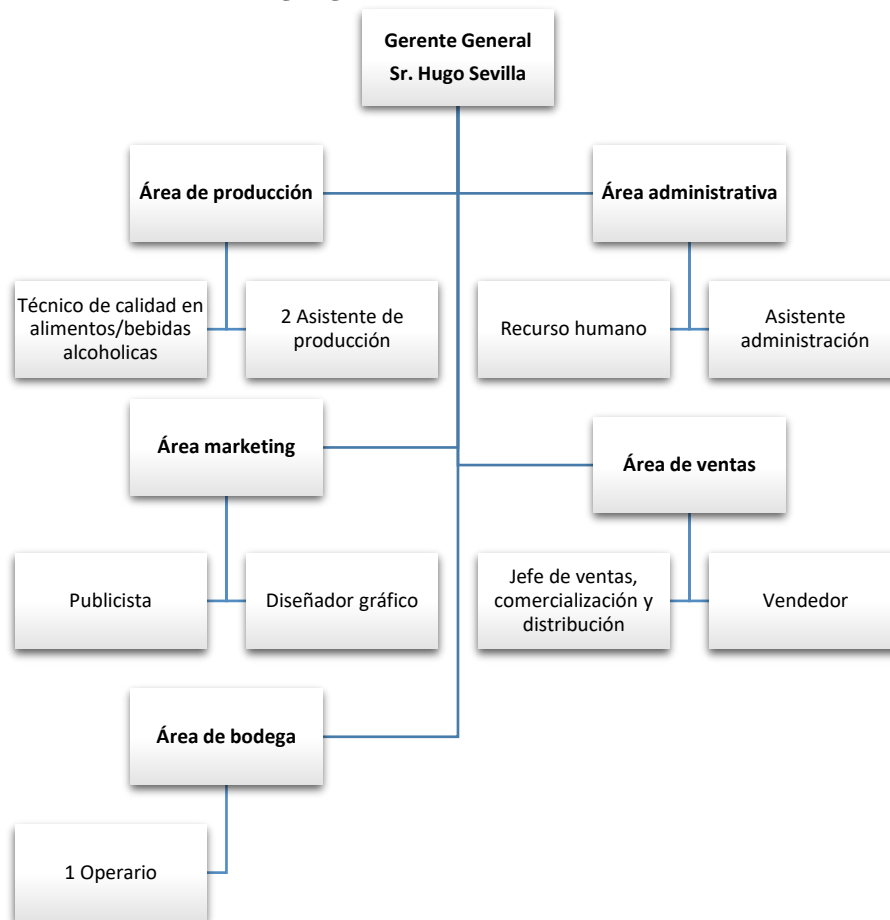 Gerente General
Sr. Hugo Sevilla
Área de producción
Área administrativa
Técnico de calidad en
alimentos/bebidas
alcoholicas
2 Asistente de
producción
Recurso humano
Asistente
administración
Área marketing
Área de ventas
Publicista
Diseñador gráfico
Jefe de ventas,
comercialización y
distribución
Vendedor
Área de bodega
1 Operario